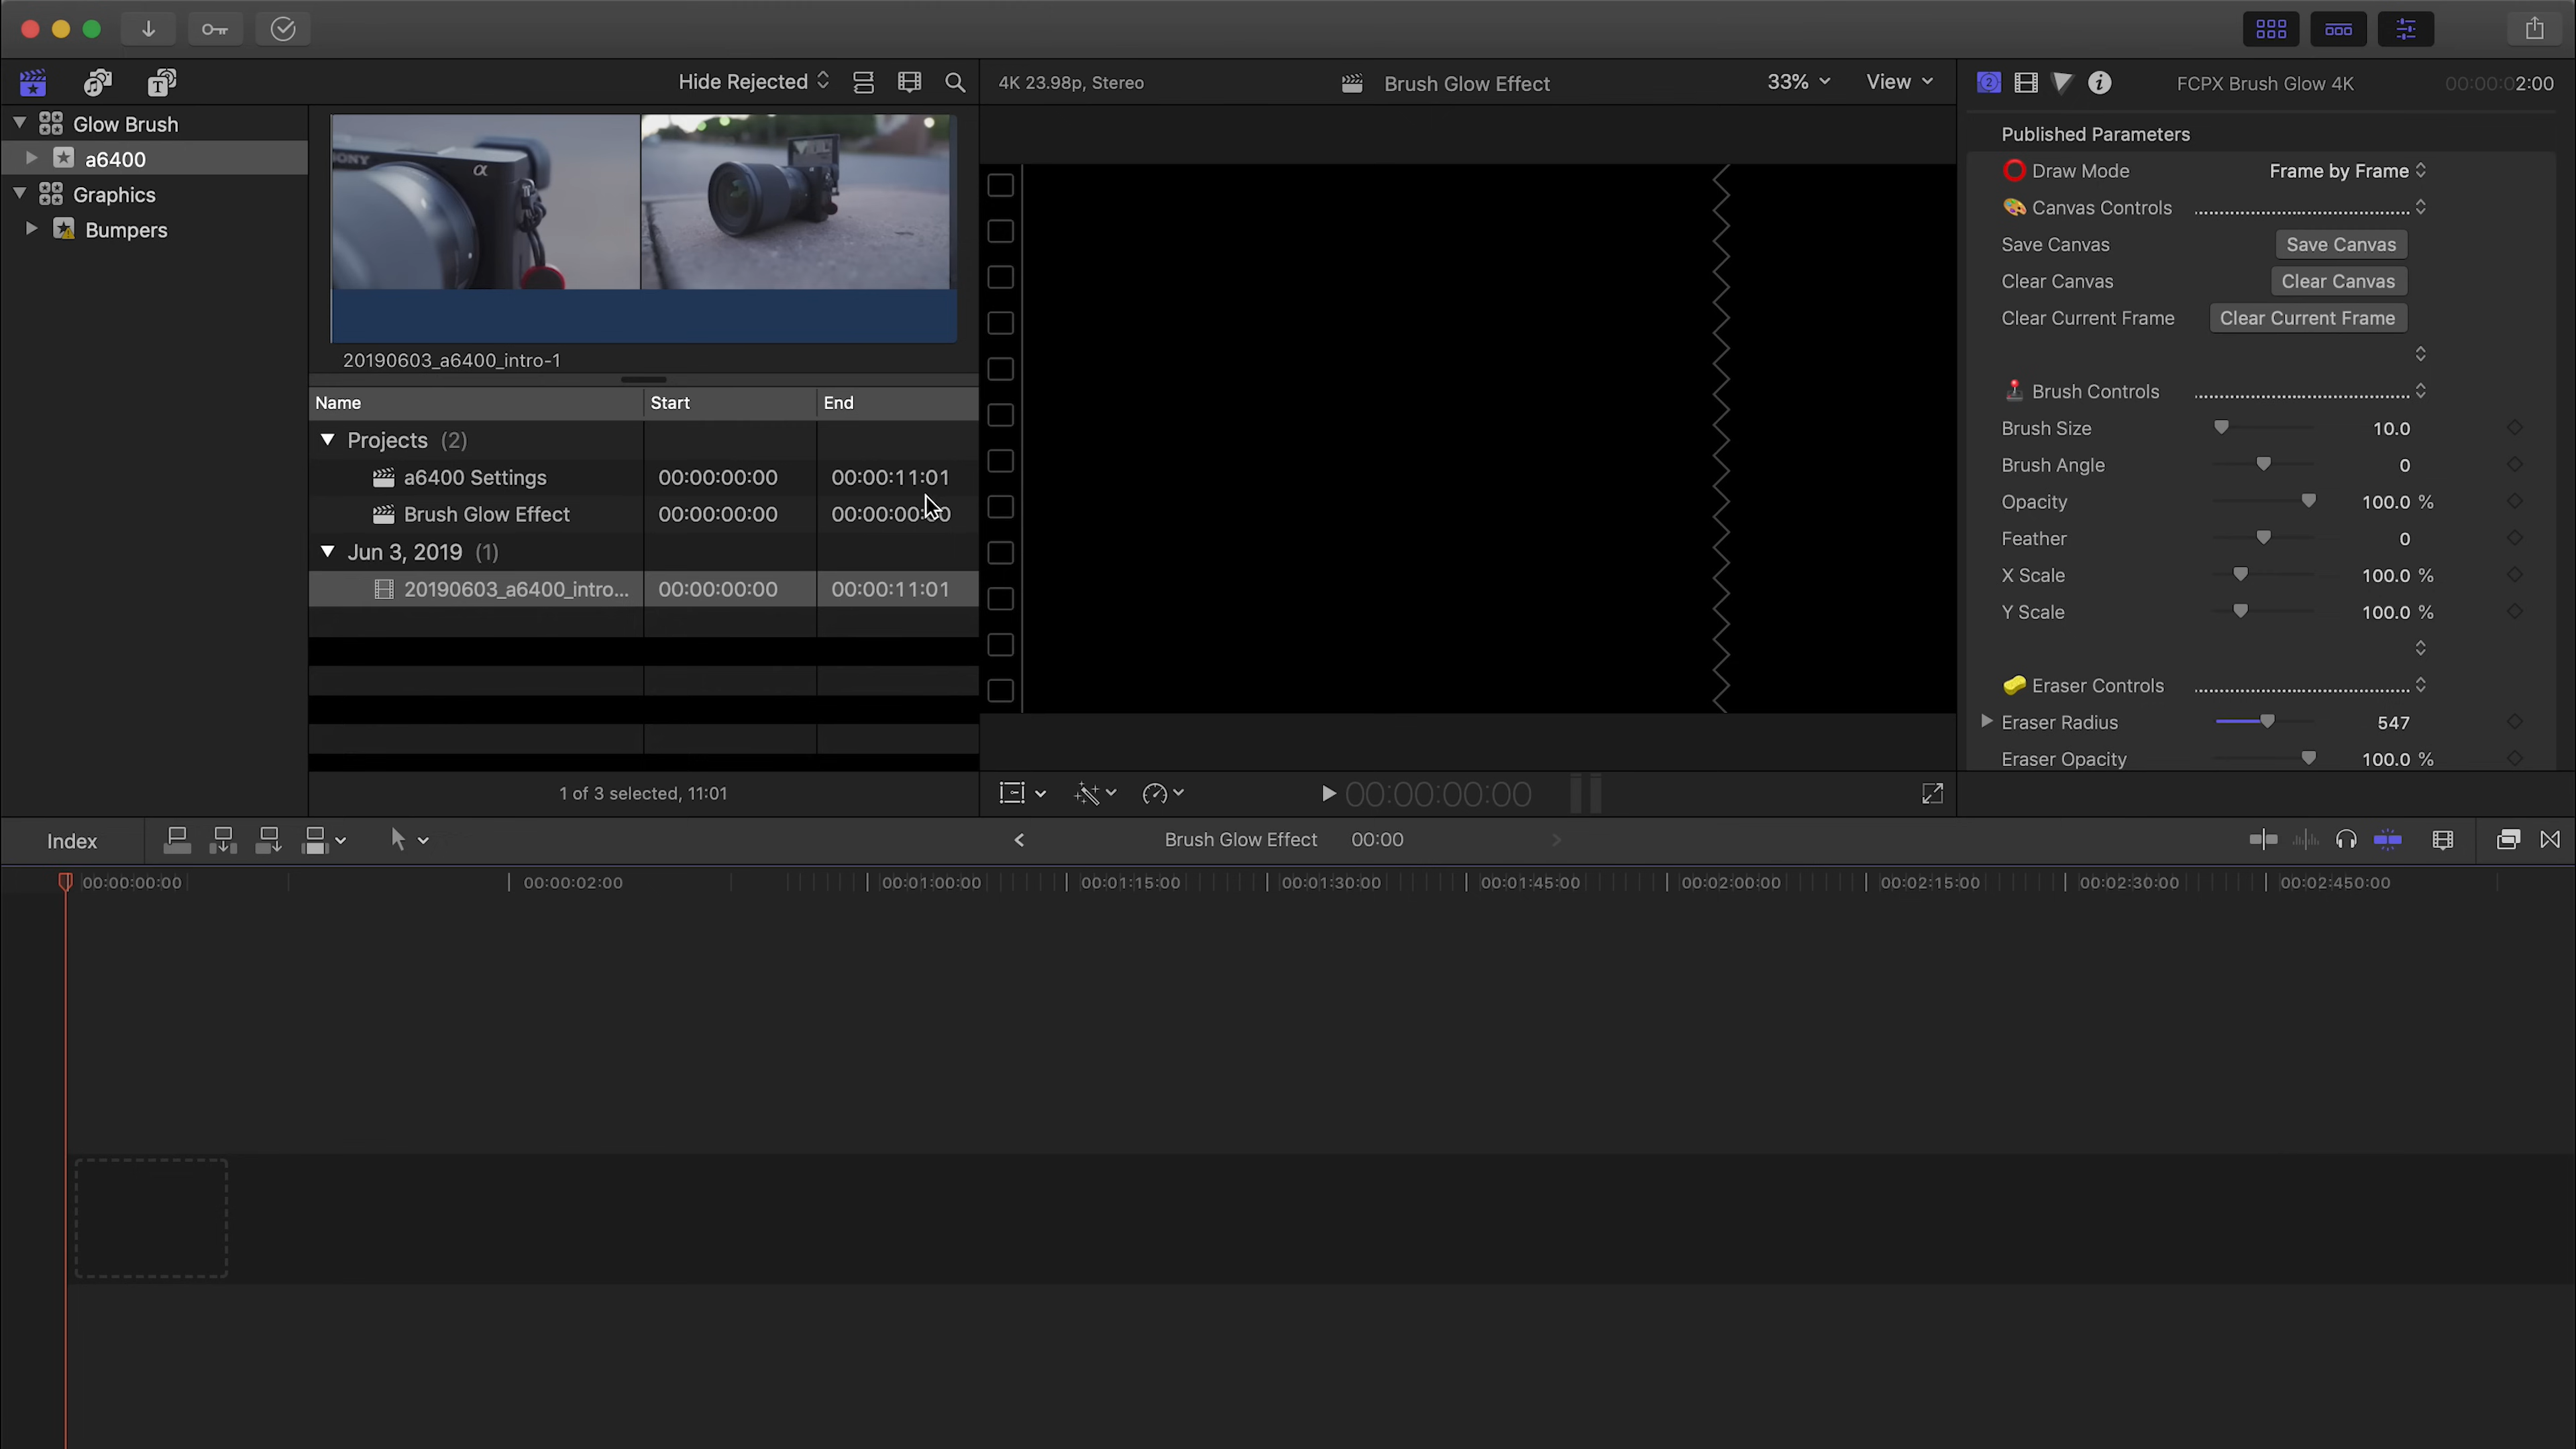 Hide Rejected
4K 23.98p, Stereo
Brush Glow Effect
33%
View
FCPX Brush Glow 4K
00:00:02:00
Glow Brush
a6400
Graphics
Bumpers
SONY
α
20190603_a6400_intro-1
Name Start End
Projects (2)
a6400 Settings 00:00:00:00 00:00:11:01
Brush Glow Effect 00:00:00:00
Jun 3, 2019 (1)
20190603_a6400_intro... 00:00:00:00 00:00:11:01
1 of 3 selected, 11:01
00:00:00:00
Published Parameters
Draw Mode Frame by Frame
Canvas Controls
Save Canvas Save Canvas
Clear Canvas Clear Canvas
Clear Current Frame Clear Current Frame
Brush Controls
Brush Size 10.0
Brush Angle 0
Opacity 100.0 %
Feather 0
X Scale 100.0 %
Y Scale 100.0 %
Eraser Controls
Eraser Radius 547
Eraser Opacity 100.0 %
Index
Brush Glow Effect 00:00
00:00:00:00 00:00:02:00 00:01:00:00 00:01:15:00 00:01:30:00 00:01:45:00 00:02:00:00 00:02:15:00 00:02:30:00 00:02:450:00